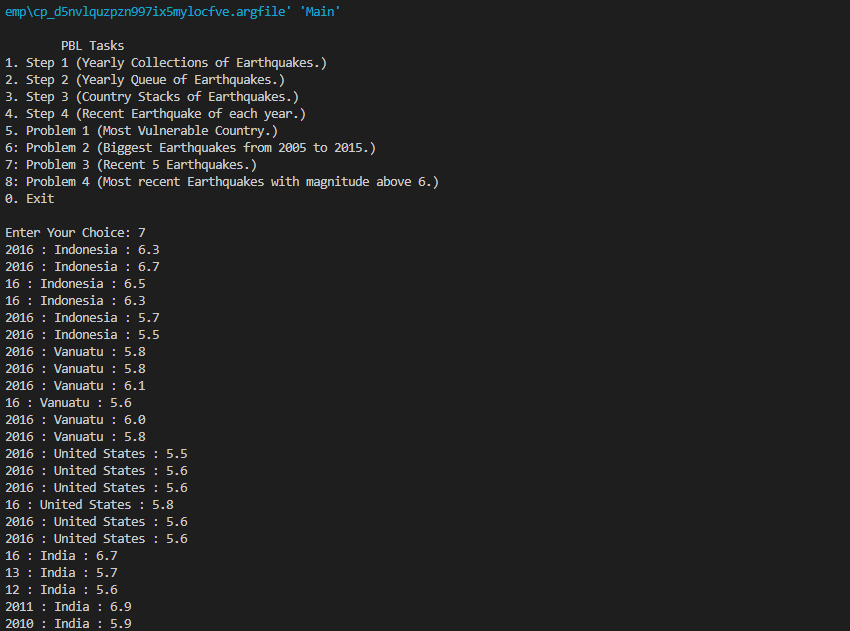 emp\cp_d5nvlquzpzn997ix5mylocfve.argfile' 'Main'
PBL Tasks
1. Step 1 (Yearly Collections of Earthquakes.)
2. Step 2 (Yearly Queue of Earthquakes.)
3. Step 3 (Country Stacks of Earthquakes.)
4. Step 4 (Recent Earthquake of each year.)
5. Problem 1 (Most Vulnerable Country.)
6: Problem 2 (Biggest Earthquakes from 2005 to 2015.)
7: Problem 3 (Recent 5 Earthquakes.)
8: Problem 4 (Most recent Earthquakes with magnitude above 6.)
0. Exit
Enter Your Choice: 7
2016 : Indonesia : 6.3
2016 : Indonesia : 6.7
16 : Indonesia : 6.5
16 : Indonesia : 6.3
2016 : Indonesia : 5.7
2016 : Indonesia : 5.5
2016 : Vanuatu : 5.8
2016 : Vanuatu : 5.8
2016 : Vanuatu : 6.1
16 : Vanuatu : 5.6
2016 : Vanuatu : 6.0
2016 : Vanuatu : 5.8
2016 : United States : 5.5
2016 : United States : 5.6
2016 : United States : 5.6
16 : United States : 5.8
2016 : United States : 5.6
2016 : United States : 5.6
16 : India : 6.7
13 : India : 5.7
12 : India : 5.6
2011 : India : 6.9
2010 : India : 5.9